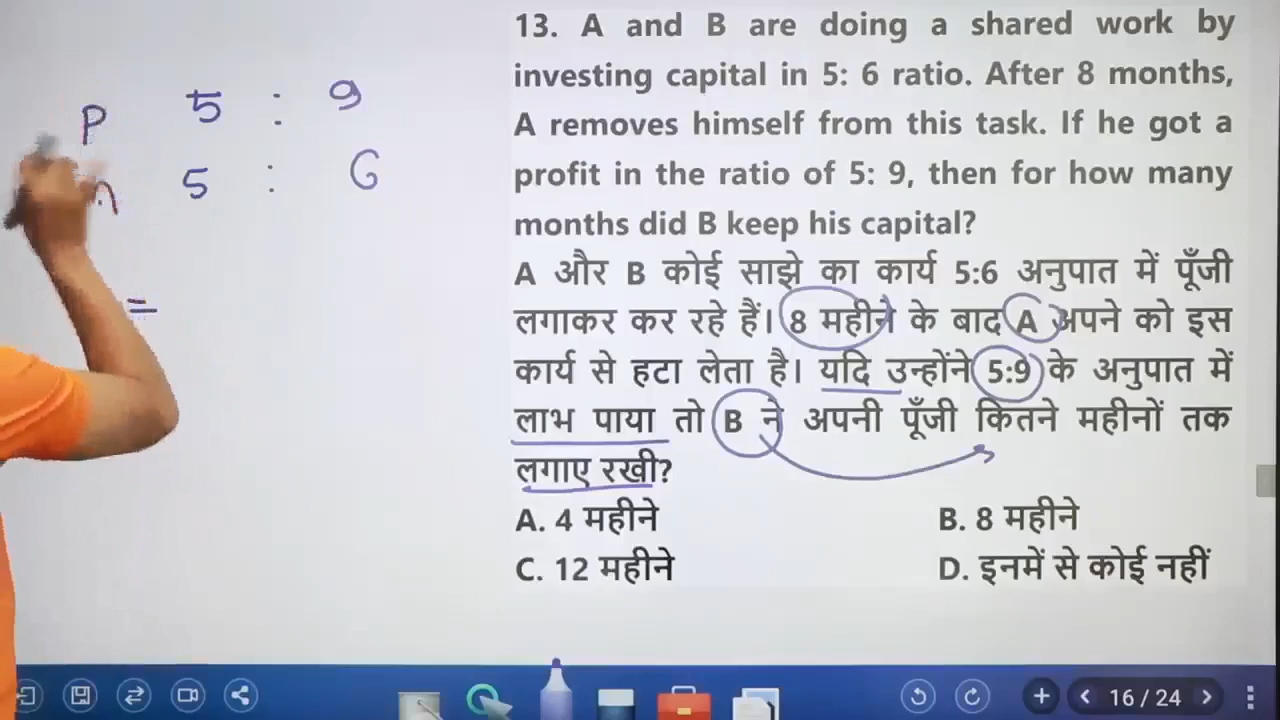 13. A and B are doing a shared work by
investing capital in 5: 6 ratio. After 8 months,
A removes himself from this task. If he got a
profit in the ratio of 5: 9, then for how many
months did B keep his capital?
A और B कोई साझे का कार्य 5:6 अनुपात में पूँजी
लगाकर कर रहे हैं। 8 महीने के बाद A अपने को इस
कार्य से हटा लेता है। यदि उन्होंने 5:9 के अनुपात में
लाभ पाया तो B ने अपनी पूँजी कितने महीनों तक
लगाए रखी?
A. 4 महीने B. 8 महीने
C. 12 महीने D. इनमें से कोई नहीं
P 5 : 9
5 : 6
=
16 / 24